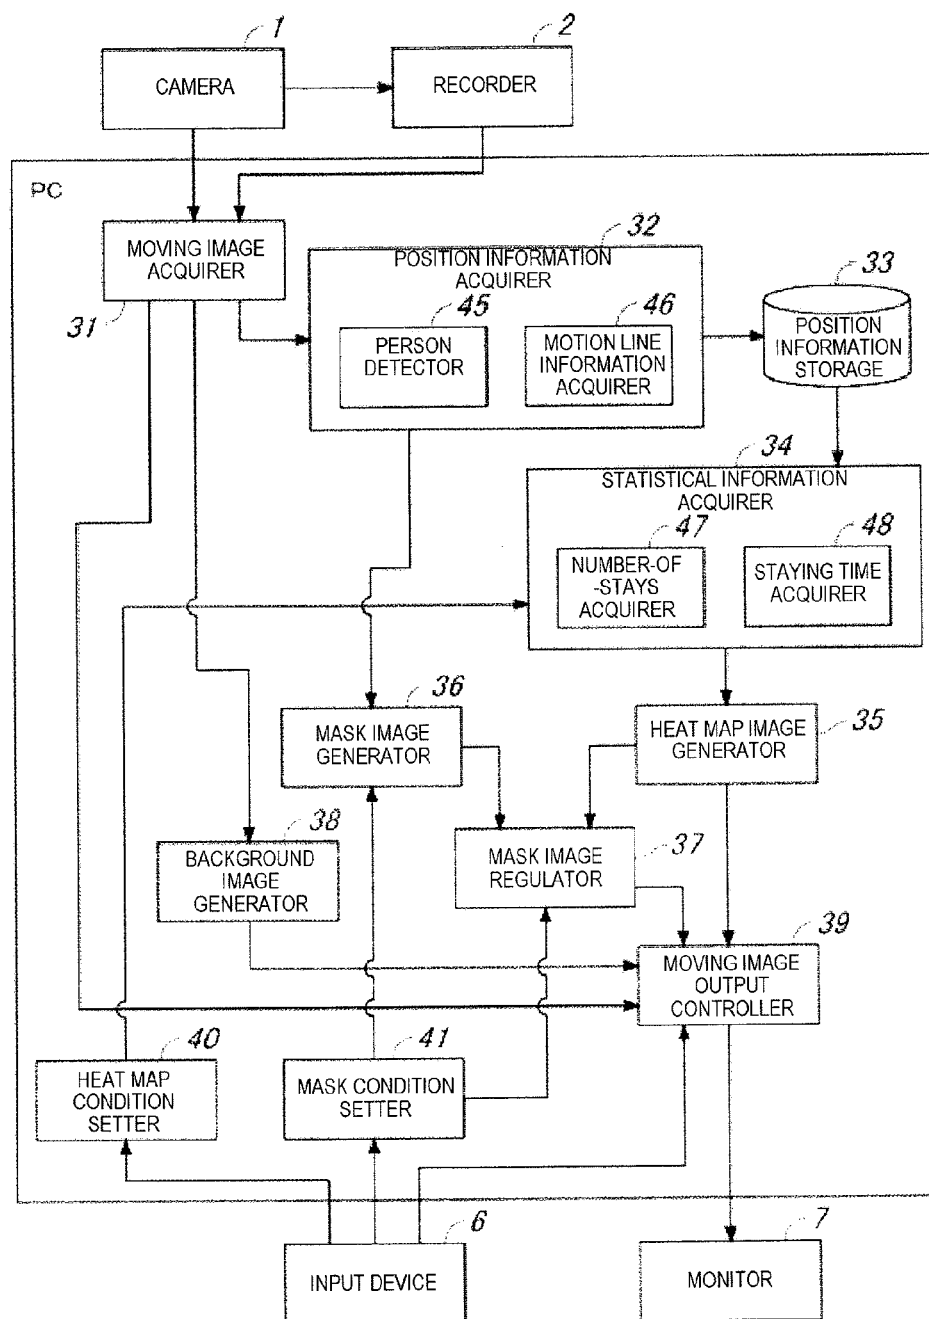 1
2
CAMERA
RECORDER
PC
MOVING IMAGE
ACQUIRER
31
32
POSITION INFORMATION
ACQUIRER
45
PERSON
DETECTOR
46
MOTION LINE
INFORMATION
ACQUIRER
33
POSITION
INFORMATION
STORAGE
34
STATISTICAL INFORMATION
ACQUIRER
47
NUMBER-OF
-STAYS
ACQUIRER
48
STAYING TIME
ACQUIRER
36
MASK IMAGE
GENERATOR
35
HEAT MAP IMAGE
GENERATOR
38
BACKGROUND
IMAGE
GENERATOR
37
MASK IMAGE
REGULATOR
39
MOVING IMAGE
OUTPUT
CONTROLLER
40
HEAT MAP
CONDITION
SETTER
41
MASK CONDITION
SETTER
6
INPUT DEVICE
7
MONITOR